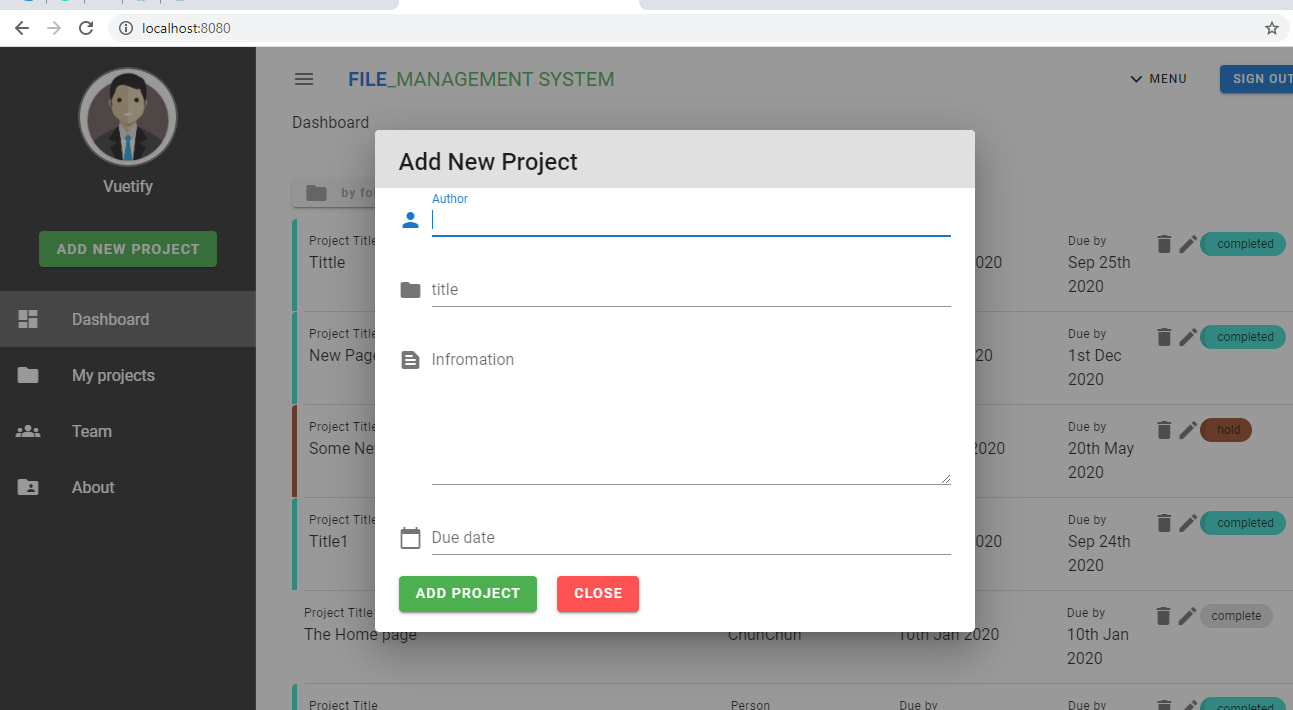 localhost:8080
FILE_MANAGEMENT SYSTEM
MENU
SIGN OUT
Dashboard
Vuetify
ADD NEW PROJECT
Dashboard
My projects
Team
About
by fo
Add New Project
Author
title
Infromation
Due date
ADD PROJECT
CLOSE
Project Title
Tittle
020
Due by
Sep 25th
2020
completed
Project Title
New Page
20
Due by
1st Dec
2020
completed
Project Title
Some Ne
2020
Due by
20th May
2020
hold
Project Title
Title1
020
Due by
Sep 24th
2020
completed
Project Title
The Home page
ChunChun
10th Jan 2020
Due by
10th Jan
2020
complete
Project Title
Person
Due by
Due by
completed